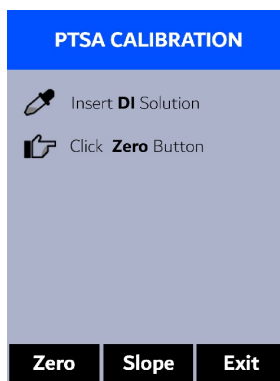 PTSA CALIBRATION
Insert DI Solution
Click Zero Button
Zero Slope Exit